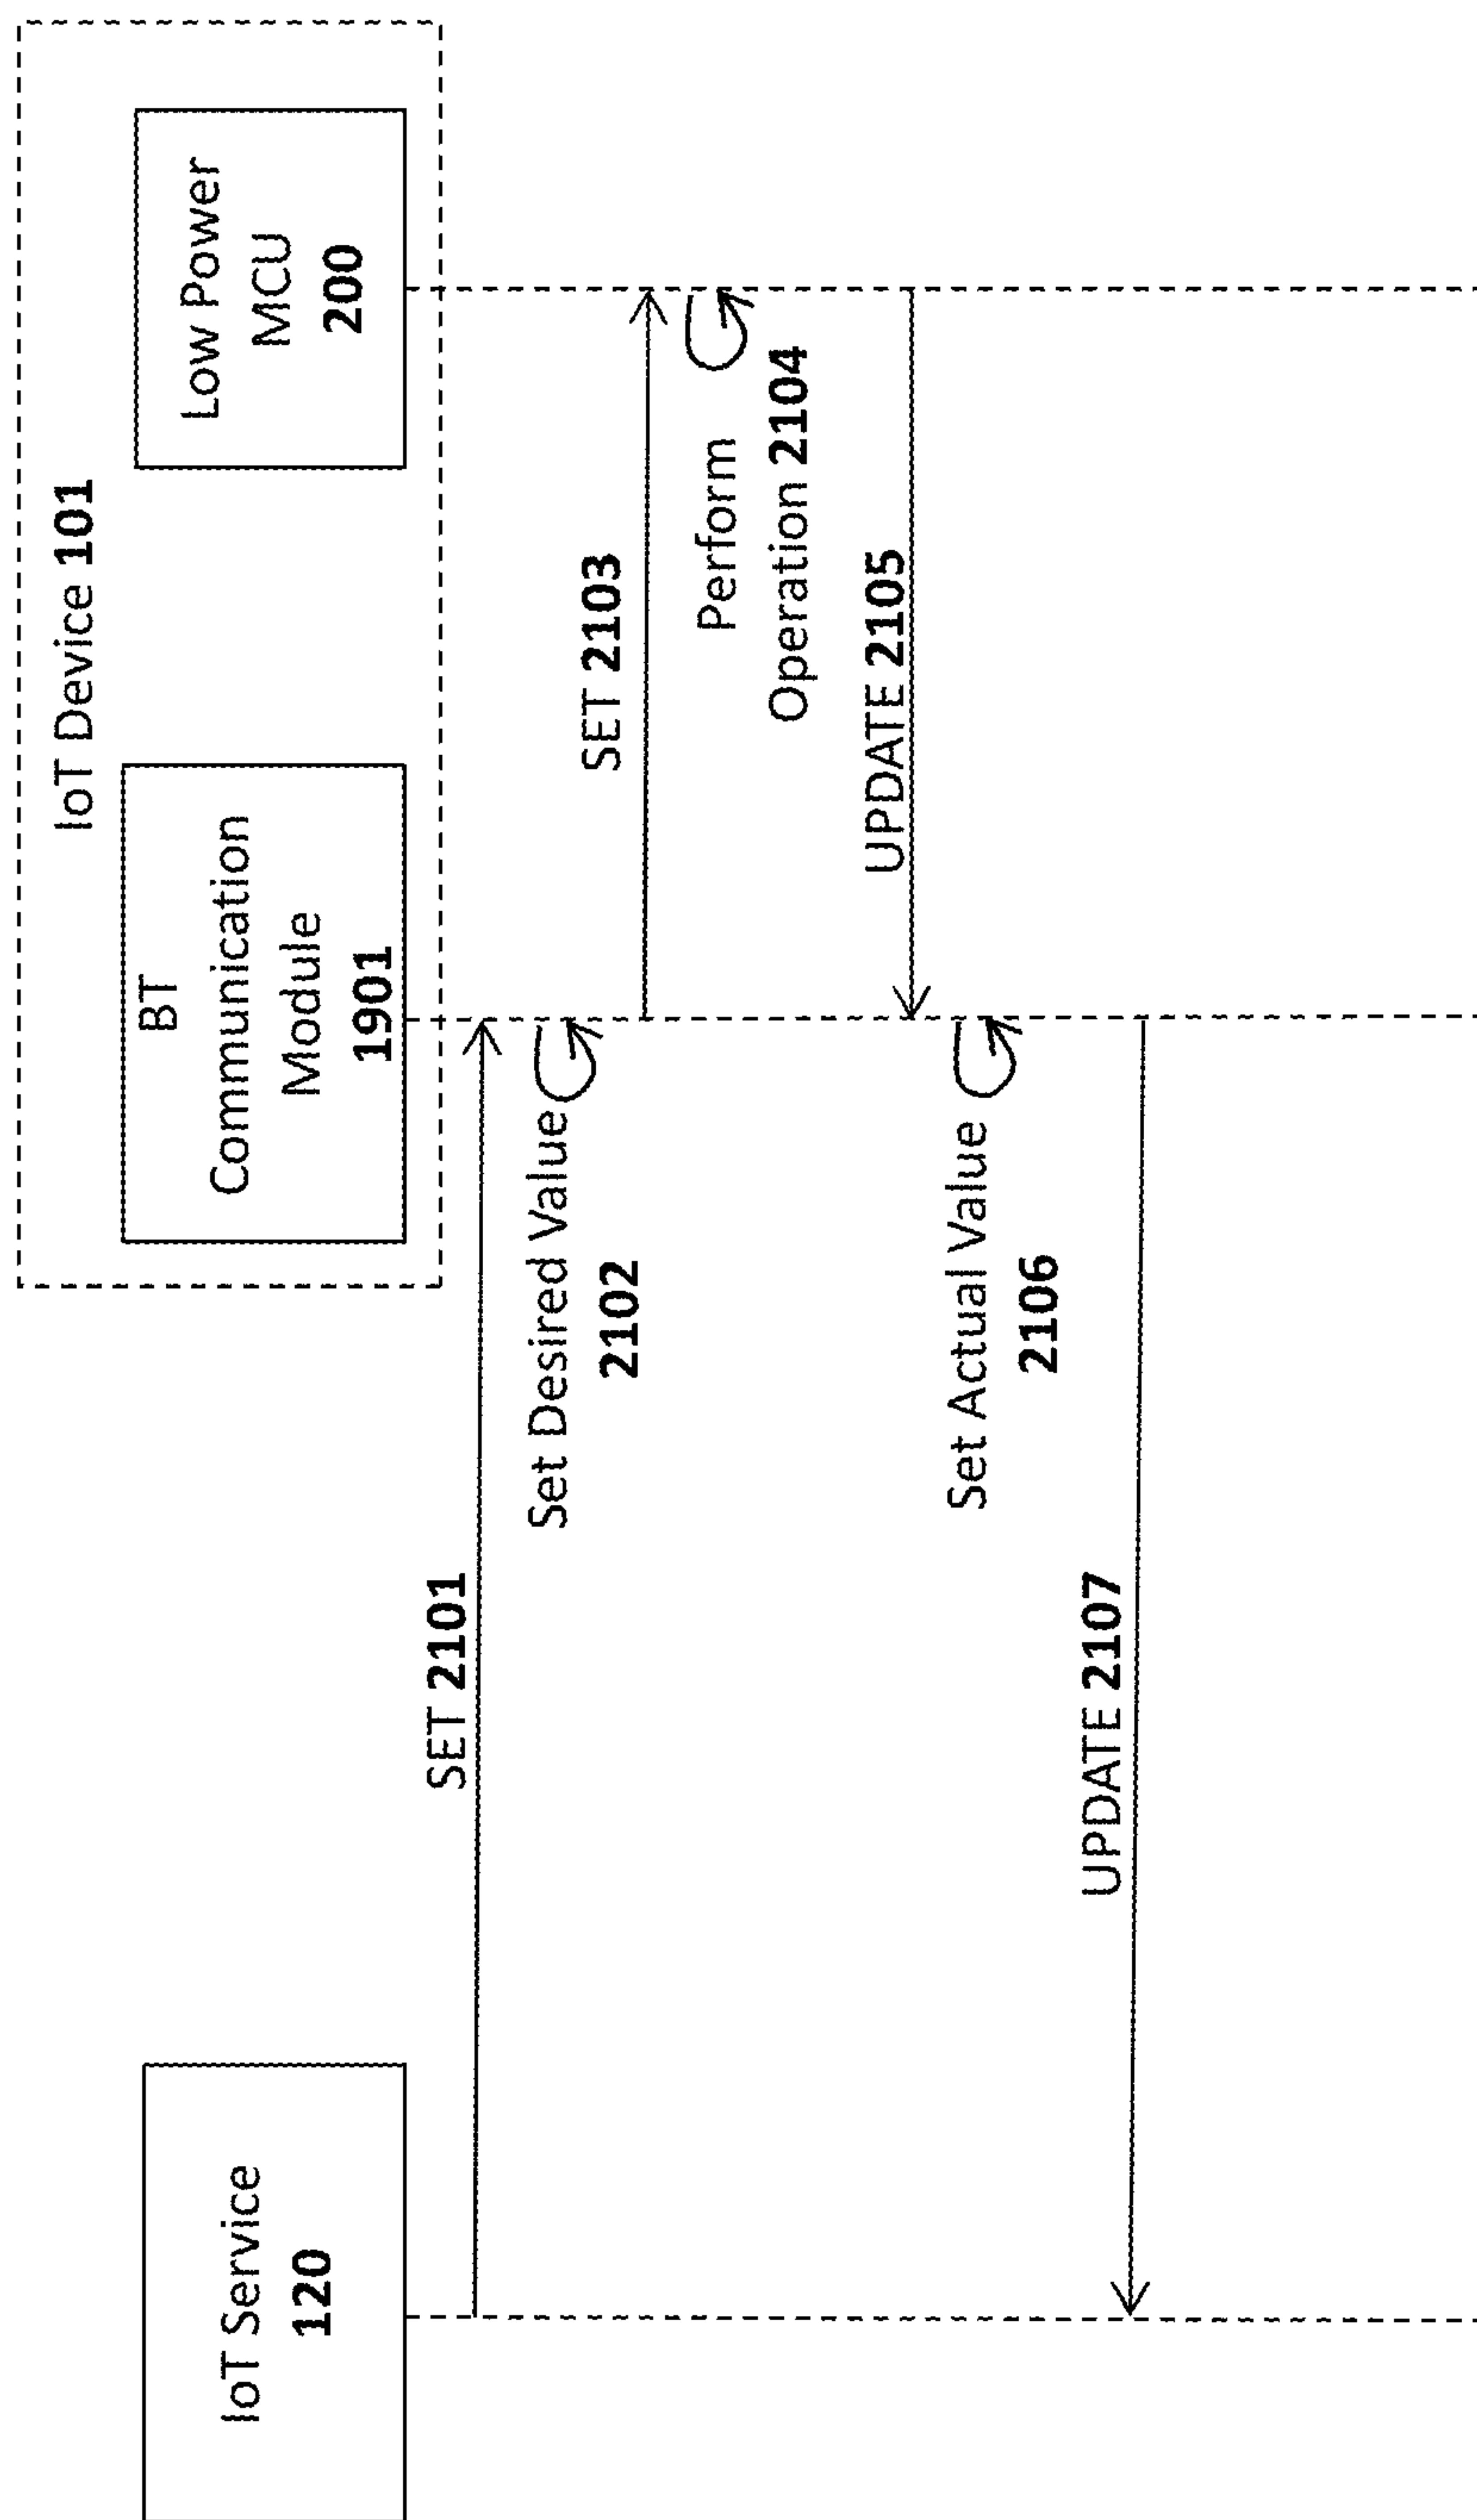 IoT Device 101
IoT Service
120
BT
Communication
Module
1901
Low Power
MCU
200
SET 2101
Set Desired Value
2102
SET 2103
Perform
Operation 2104
UPDATE 2105
Set Actual Value
2106
UPDATE 2107